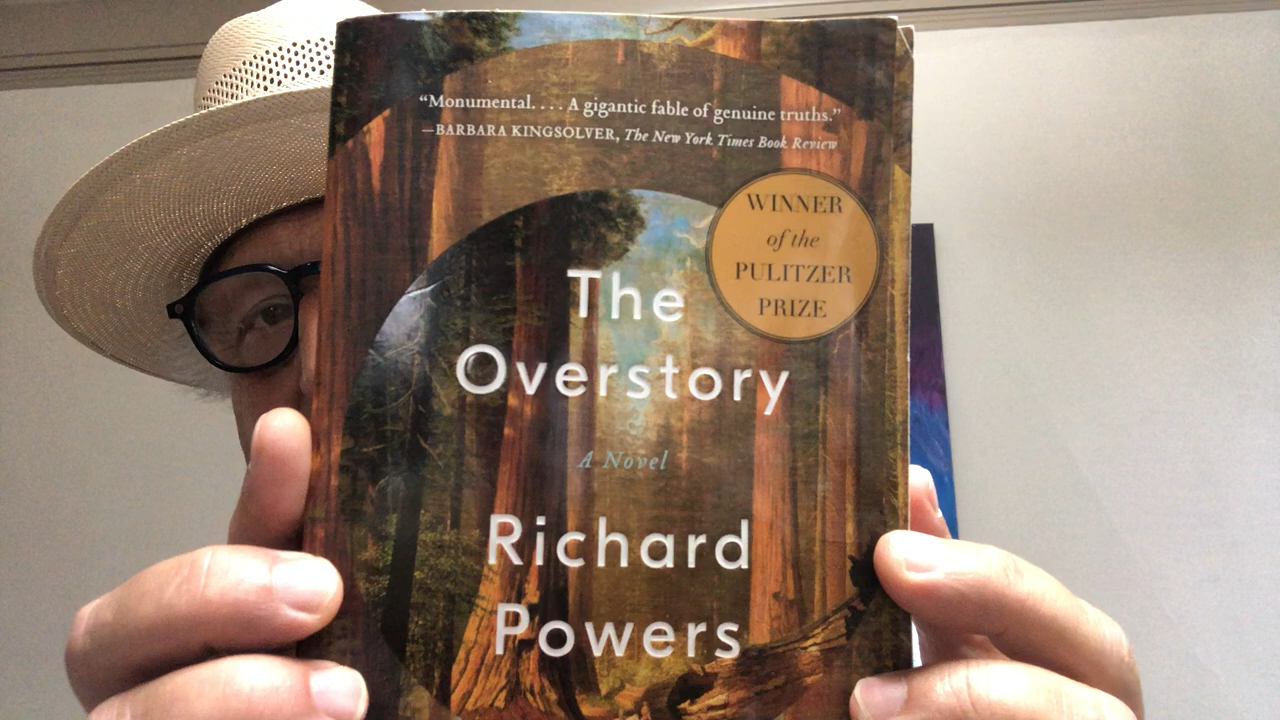 “Monumental. . . . A gigantic fable of genuine truths.”
—BARBARA KINGSOLVER, The New York Times Book Review
WINNER
of the
PULITZER
PRIZE
The
Overstory
A Novel
Richard
Powers